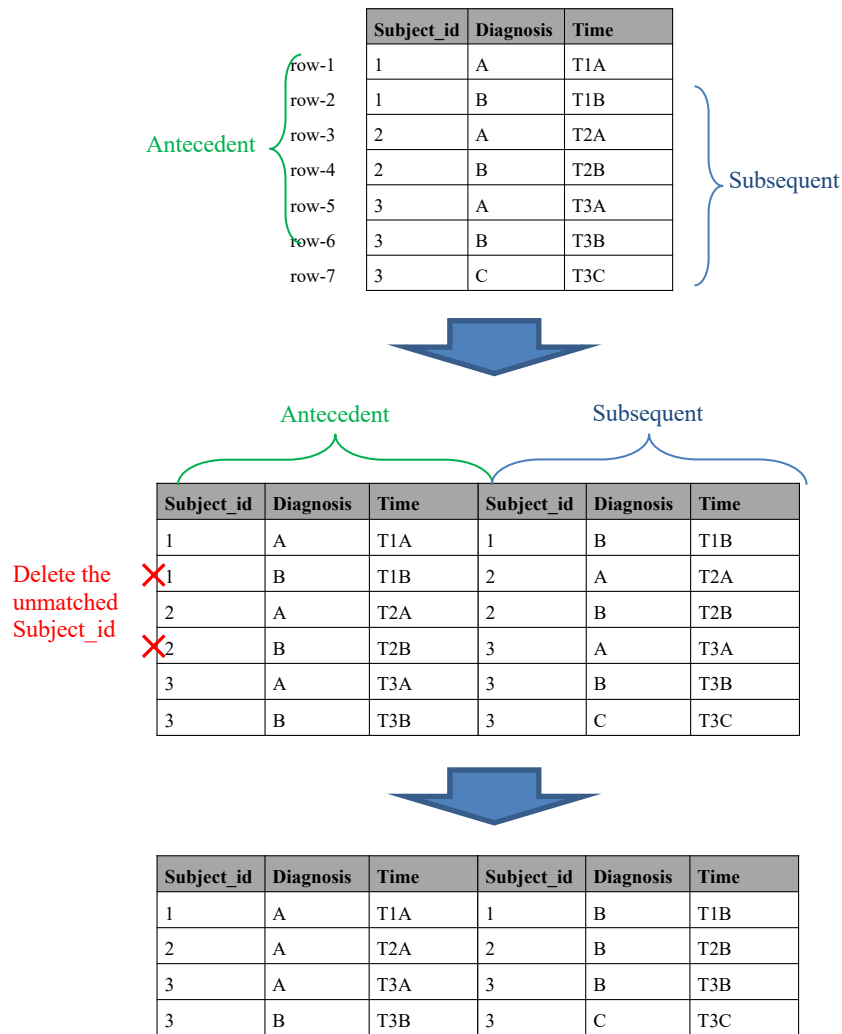 Subject_id Diagnosis Time
row-1 1 A T1A
row-2 1 B T1B
row-3 2 A T2A
Antecedent
row-4 2 B T2B
Subsequent
row-5 3 A T3A
row-6 3 B T3B
row-7 3 C T3C
Antecedent Subsequent
Subject_id Diagnosis Time Subject_id Diagnosis Time
1 A T1A 1 B T1B
1 B T1B 2 A T2A
2 A T2A 2 B T2B
2 B T2B 3 A T3A
3 A T3A 3 B T3B
3 B T3B 3 C T3C
Delete the
unmatched
Subject_id
Subject_id Diagnosis Time Subject_id Diagnosis Time
1 A T1A 1 B T1B
2 A T2A 2 B T2B
3 A T3A 3 B T3B
3 B T3B 3 C T3C